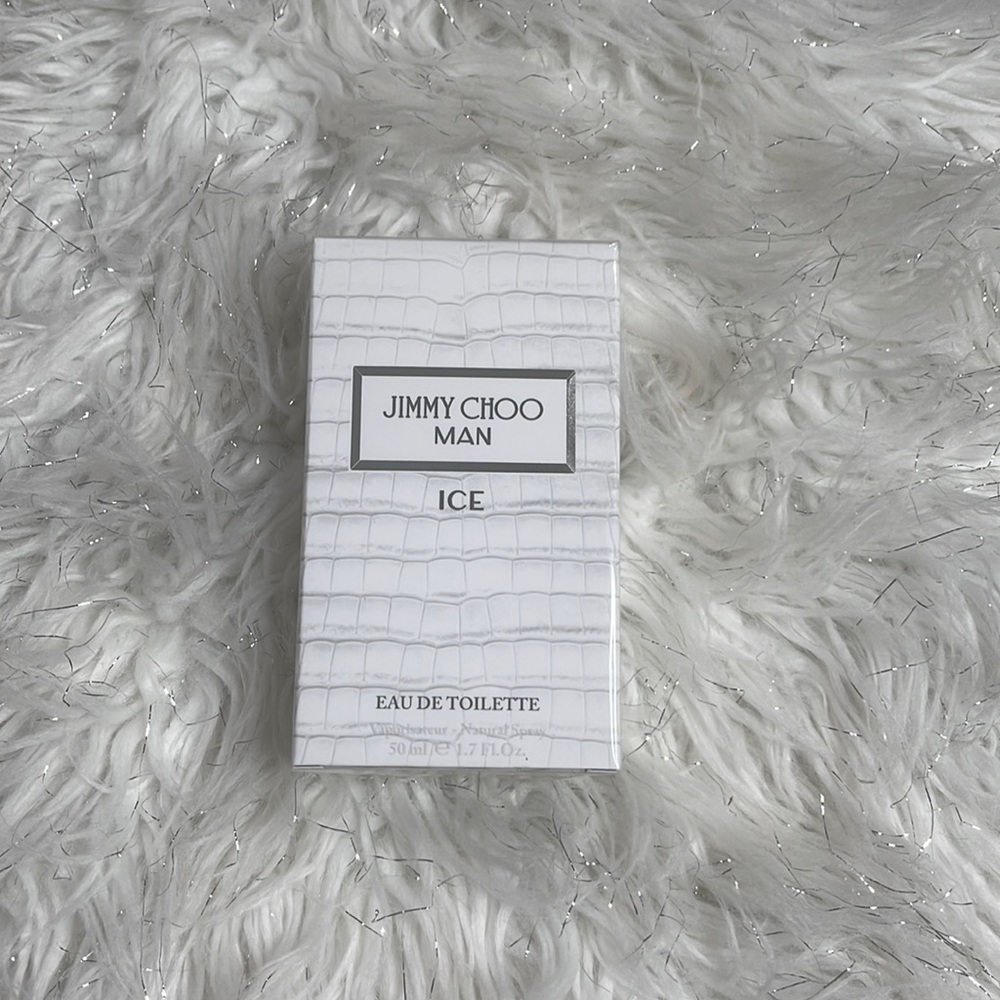 JIMMY CHOO
MAN
ICE
EAU DE TOILETTE
Vaporisateur - Natural Spray
50 ml ℮ 1.7 Fl.Oz.